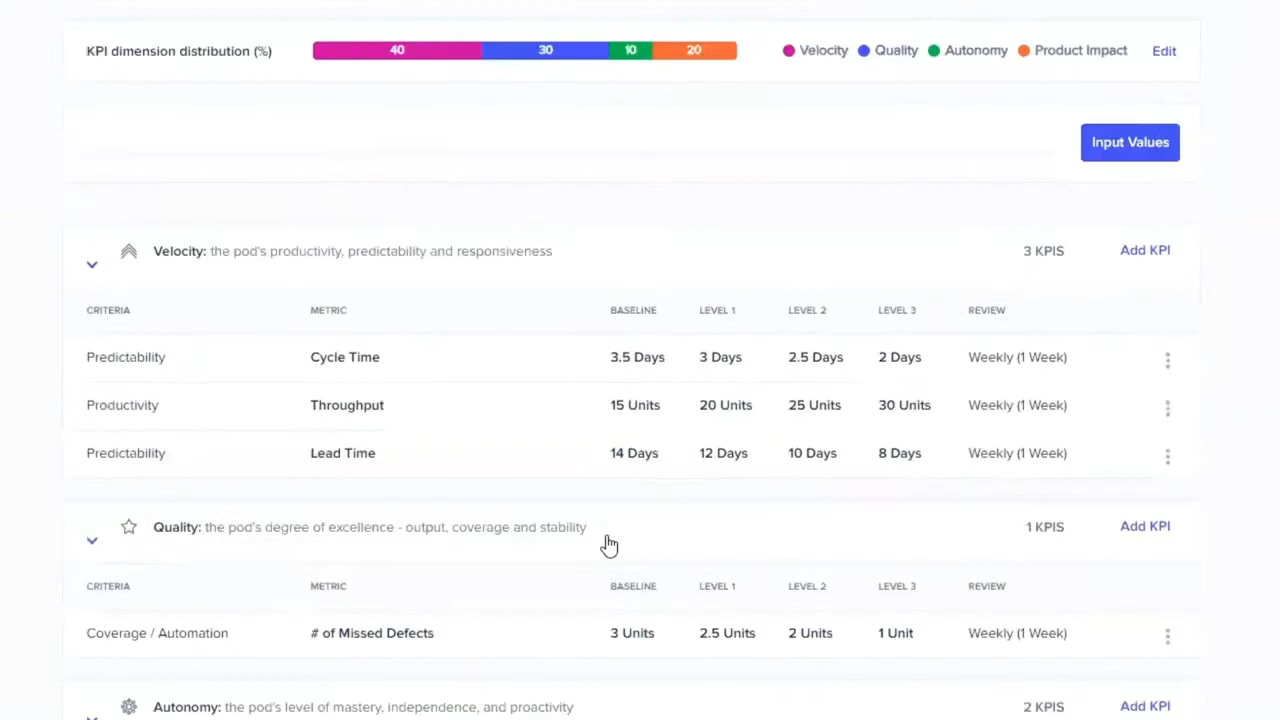 KPI dimension distribution (%) 40 30 10 20 Velocity Quality Autonomy Product Impact Edit
Input Values
Velocity: the pod's productivity, predictability and responsiveness 3 KPIS Add KPI
CRITERIA METRIC BASELINE LEVEL 1 LEVEL 2 LEVEL 3 REVIEW
Predictability Cycle Time 3.5 Days 3 Days 2.5 Days 2 Days Weekly (1 Week)
Productivity Throughput 15 Units 20 Units 25 Units 30 Units Weekly (1 Week)
Predictability Lead Time 14 Days 12 Days 10 Days 8 Days Weekly (1 Week)
Quality: the pod's degree of excellence - output, coverage and stability 1 KPIS Add KPI
CRITERIA METRIC BASELINE LEVEL 1 LEVEL 2 LEVEL 3 REVIEW
Coverage / Automation # of Missed Defects 3 Units 2.5 Units 2 Units 1 Unit Weekly (1 Week)
Autonomy: the pod's level of mastery, independence, and proactivity 2 KPIS Add KPI